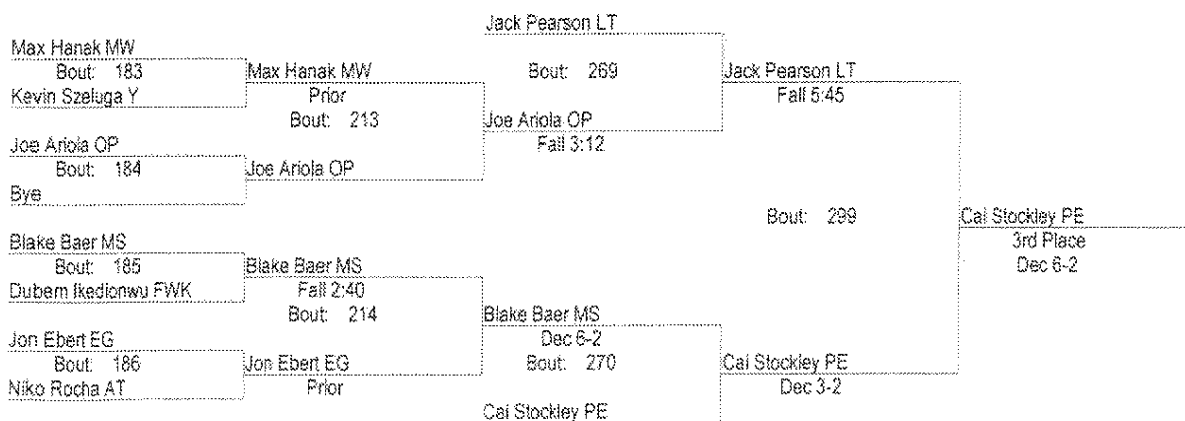 Jack Pearson LT
Max Hanak MW
Bout: 183
Kevin Szeluga Y
Max Hanak MW
Prior
Bout: 213
Bout: 269
Jack Pearson LT
Fall 5:45
Joe Ariola OP
Fall 3:12
Joe Ariola OP
Bout: 184
Bye
Joe Ariola OP
Bout: 299
Cai Stockley PE
3rd Place
Dec 6-2
Blake Baer MS
Bout: 185
Dubem Ikedionwu FWK
Blake Baer MS
Fall 2:40
Bout: 214
Blake Baer MS
Dec 6-2
Bout: 270
Jon Ebert EG
Bout: 186
Niko Rocha AT
Jon Ebert EG
Prior
Cai Stockley PE
Dec 3-2
Cai Stockley PE